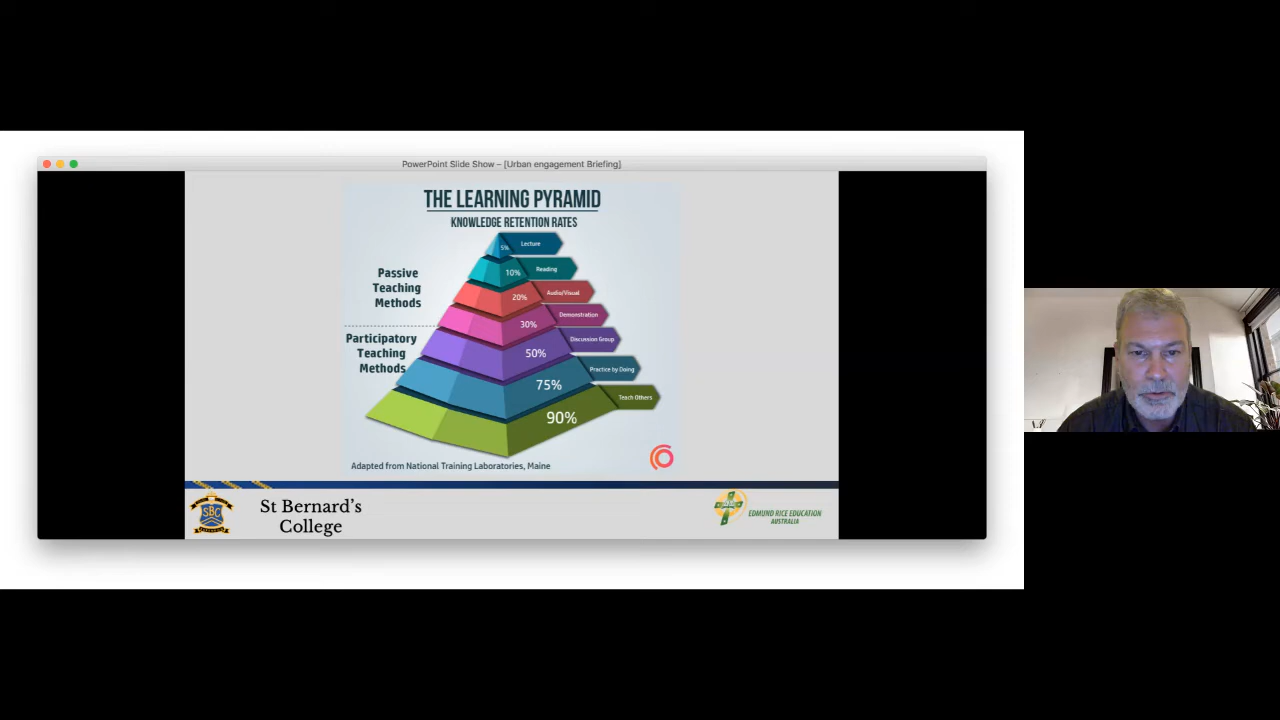 PowerPoint Slide Show – [Urban engagement Briefing]
THE LEARNING PYRAMID
KNOWLEDGE RETENTION RATES
5% Lecture
10% Reading
Passive
Teaching
Methods
20% Audio/Visual
30% Demonstration
Participatory
Teaching
Methods
50% Discussion Group
75% Practice by Doing
90% Teach Others
Adapted from National Training Laboratories, Maine
SBC
St Bernard's
College
EDMUND RICE EDUCATION
AUSTRALIA